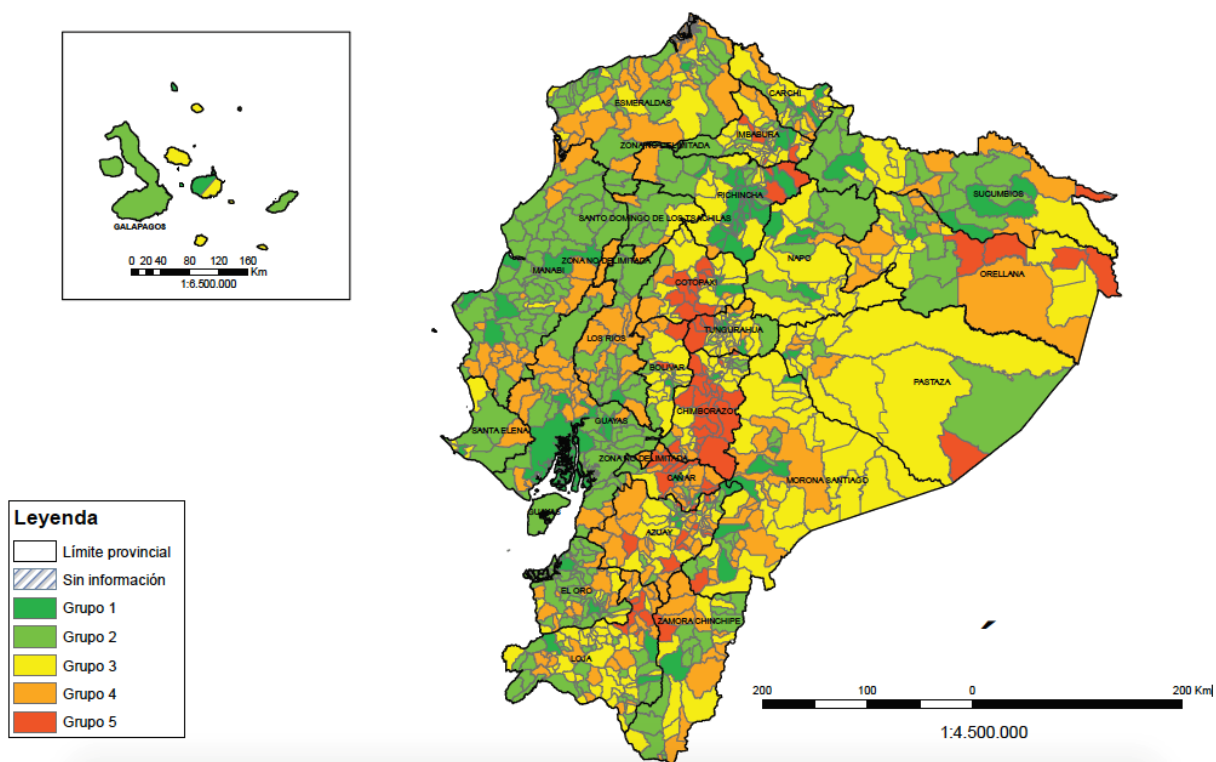 GALAPAGOS
0 20 40 80 120 160
Km
1:6.500.000
ESMERALDAS
CARCHI
IMBABURA
ZONA NO DELIMITADA
PICHINCHA
SUCUMBIOS
SANTO DOMINGO DE LOS TSACHILAS
ZONA NO DELIMITADA
NAPO
MANABI
ORELLANA
COTOPAXI
TUNGURAHUA
LOS RIOS
BOLIVAR
PASTAZA
CHIMBORAZO
GUAYAS
SANTA ELENA
ZONA NO DELIMITADA
CAÑAR
MORONA SANTIAGO
GUAYAS
AZUAY
EL ORO
ZAMORA CHINCHIPE
LOJA
Leyenda
Límite provincial
Sin información
Grupo 1
Grupo 2
Grupo 3
Grupo 4
Grupo 5
200 100 0 200 Km
1:4.500.000